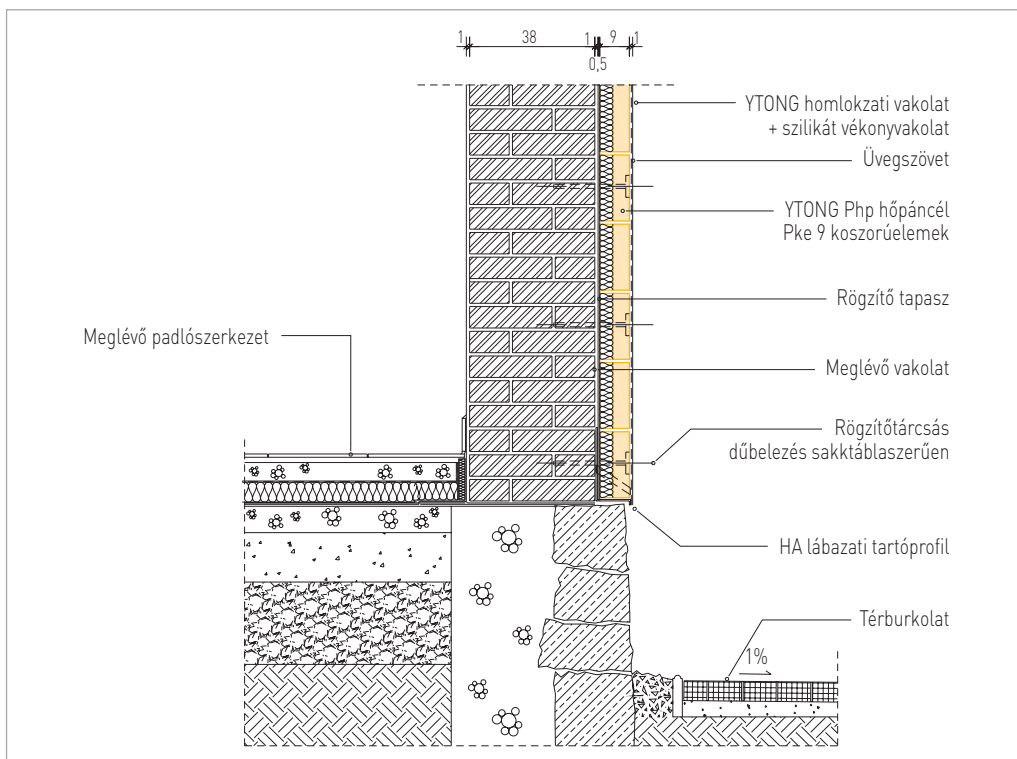 1 38 1 9 1
0,5
YTONG homlokzati vakolat
+ szilikát vékonyvakolat
Üvegszövet
YTONG Php hőpáncél
Pke 9 koszorúelemek
Rögzítő tapasz
Meglévő padlószerkezet
Meglévő vakolat
Rögzítőtárcsás
dűbelezés sakktáblaszerűen
HA lábazati tartóprofil
Térburkolat
1%